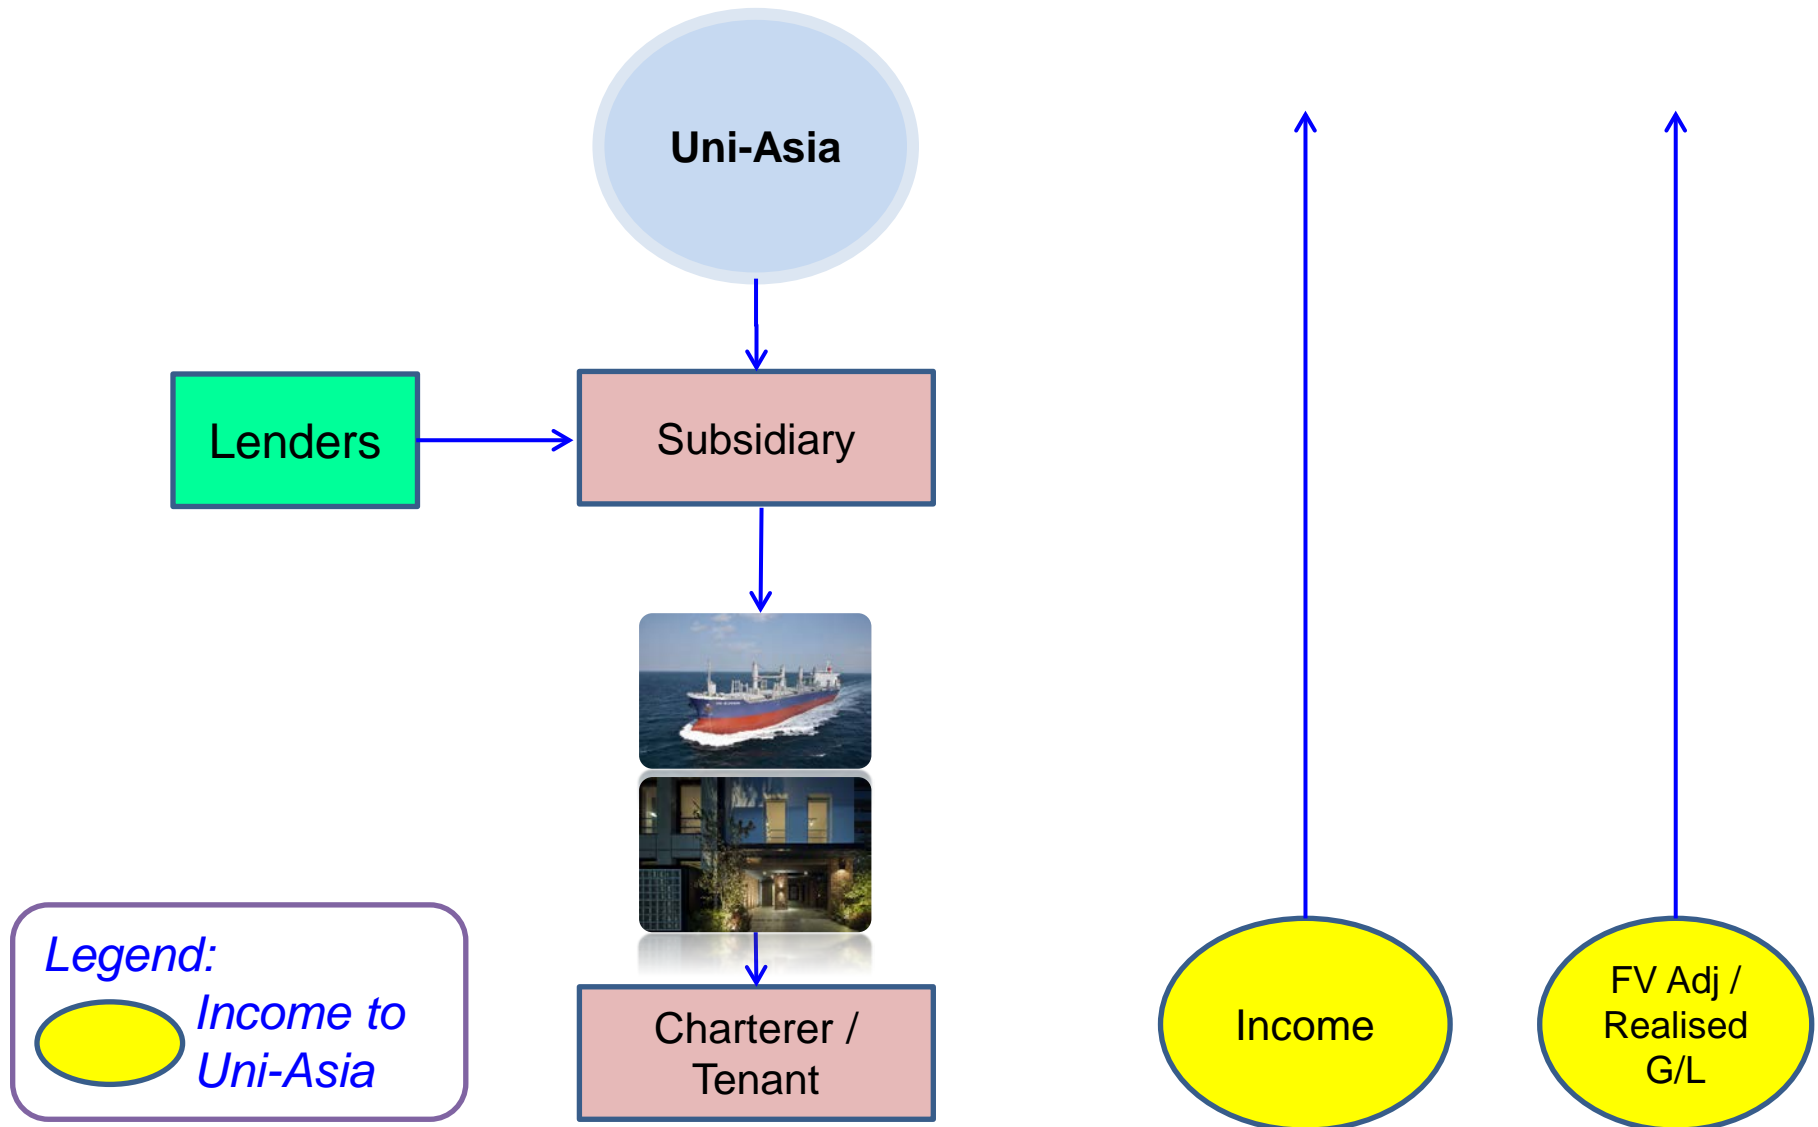 Uni-Asia
Lenders
Subsidiary
Legend:
Income to
Uni-Asia
Charterer /
Tenant
Income
FV Adj /
Realised
G/L